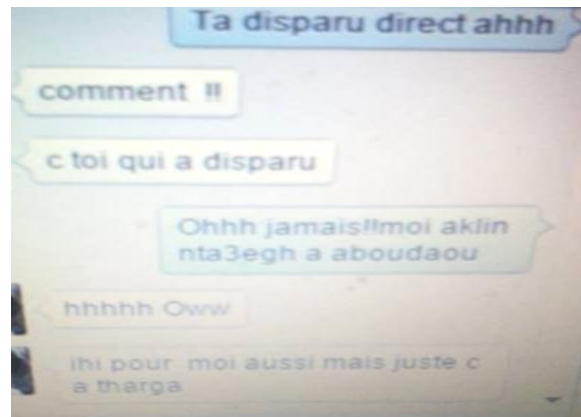 Ta disparu direct ahhh
comment !!
c toi qui a disparu
Ohhh jamais!!moi aklin
nta3egh a aboudaou
hhhhh Oww
ihi pour moi aussi mais juste c
a tharga